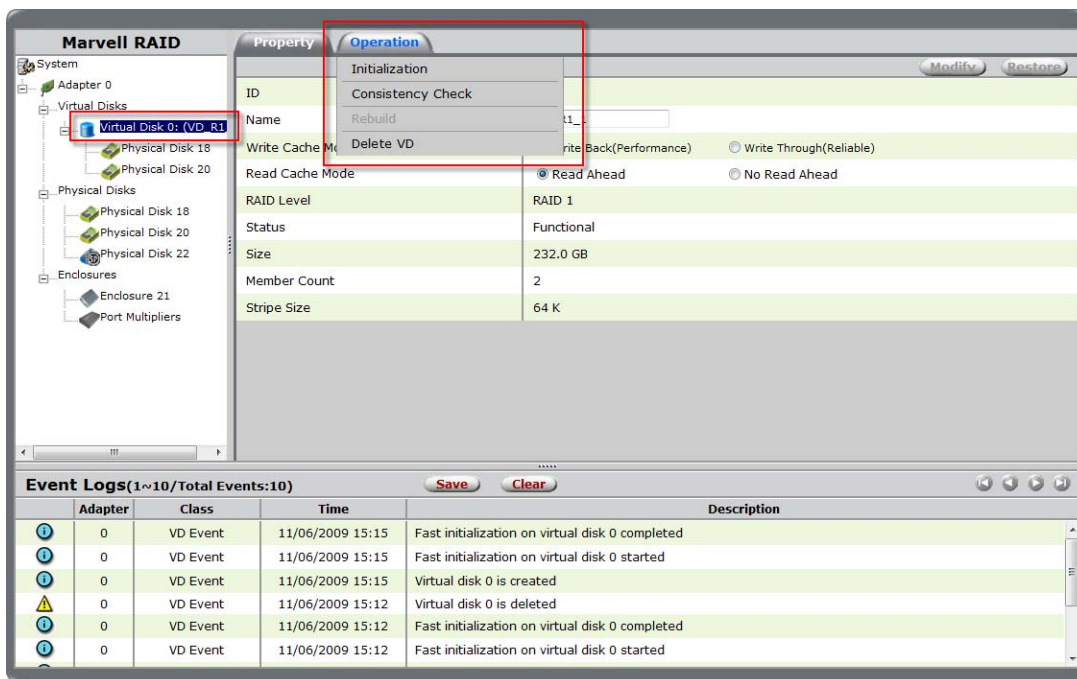 Marvell RAID
System
Adapter 0
Virtual Disks
Virtual Disk 0: (VD_R1
Physical Disk 18
Physical Disk 20
Physical Disks
Physical Disk 18
Physical Disk 20
Physical Disk 22
Enclosures
Enclosure 21
Port Multipliers
Property Operation
Initialization
Consistency Check
Rebuild
Delete VD
Modify Restore
ID
Name
Write Cache Back(Performance) Write Through(Reliable)
Read Cache Mode Read Ahead No Read Ahead
RAID Level RAID 1
Status Functional
Size 232.0 GB
Member Count 2
Stripe Size 64 K
Event Logs(1~10/Total Events:10) Save Clear
Adapter Class Time Description
0 VD Event 11/06/2009 15:15 Fast initialization on virtual disk 0 completed
0 VD Event 11/06/2009 15:15 Fast initialization on virtual disk 0 started
0 VD Event 11/06/2009 15:15 Virtual disk 0 is created
0 VD Event 11/06/2009 15:12 Virtual disk 0 is deleted
0 VD Event 11/06/2009 15:12 Fast initialization on virtual disk 0 completed
0 VD Event 11/06/2009 15:12 Fast initialization on virtual disk 0 started